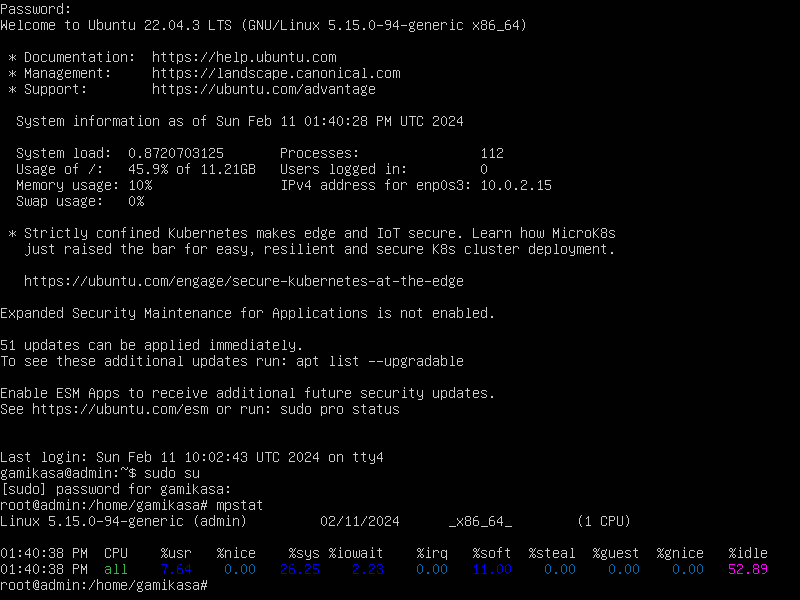 Password:
Welcome to Ubuntu 22.04.3 LTS (GNU/Linux 5.15.0-94-generic x86_64)
* Documentation:  https://help.ubuntu.com
* Management:     https://landscape.canonical.com
* Support:        https://ubuntu.com/advantage
System information as of Sun Feb 11 01:40:28 PM UTC 2024
System load:  0.8720703125       Processes:               112
Usage of /:   45.9% of 11.21GB   Users logged in:         0
Memory usage: 10%                IPv4 address for enp0s3: 10.0.2.15
Swap usage:   0%
* Strictly confined Kubernetes makes edge and IoT secure. Learn how MicroK8s
just raised the bar for easy, resilient and secure K8s cluster deployment.
https://ubuntu.com/engage/secure-kubernetes-at-the-edge
Expanded Security Maintenance for Applications is not enabled.
51 updates can be applied immediately.
To see these additional updates run: apt list --upgradable
Enable ESM Apps to receive additional future security updates.
See https://ubuntu.com/esm or run: sudo pro status
Last login: Sun Feb 11 10:02:43 UTC 2024 on tty4
gamikasa@admin:~$ sudo su
[sudo] password for gamikasa:
root@admin:/home/gamikasa# mpstat
Linux 5.15.0-94-generic (admin)         02/11/2024      _x86_64_        (1 CPU)
01:40:38 PM  CPU    %usr   %nice    %sys %iowait    %irq   %soft  %steal  %guest  %gnice   %idle
01:40:38 PM  all    7.64    0.00   26.25    2.23    0.00   11.00    0.00    0.00    0.00   52.89
root@admin:/home/gamikasa#